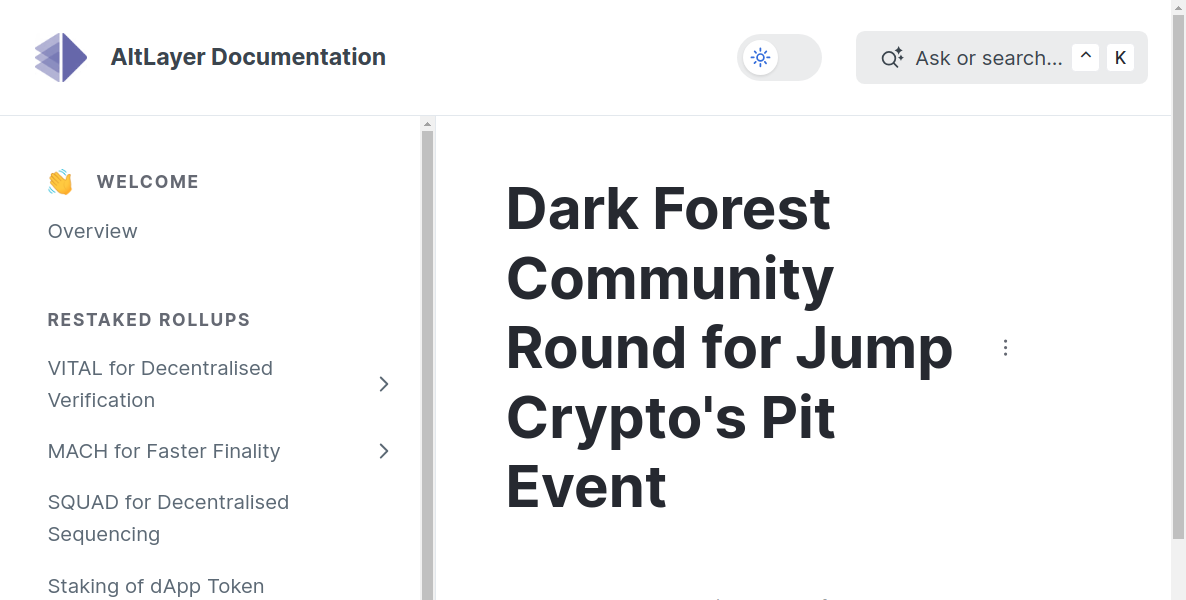 AltLayer Documentation
Ask or search... ^ K
WELCOME
Overview
RESTAKED ROLLUPS
VITAL for Decentralised
Verification
MACH for Faster Finality
SQUAD for Decentralised
Sequencing
Staking of dApp Token
Dark Forest
Community
Round for Jump
Crypto's Pit
Event